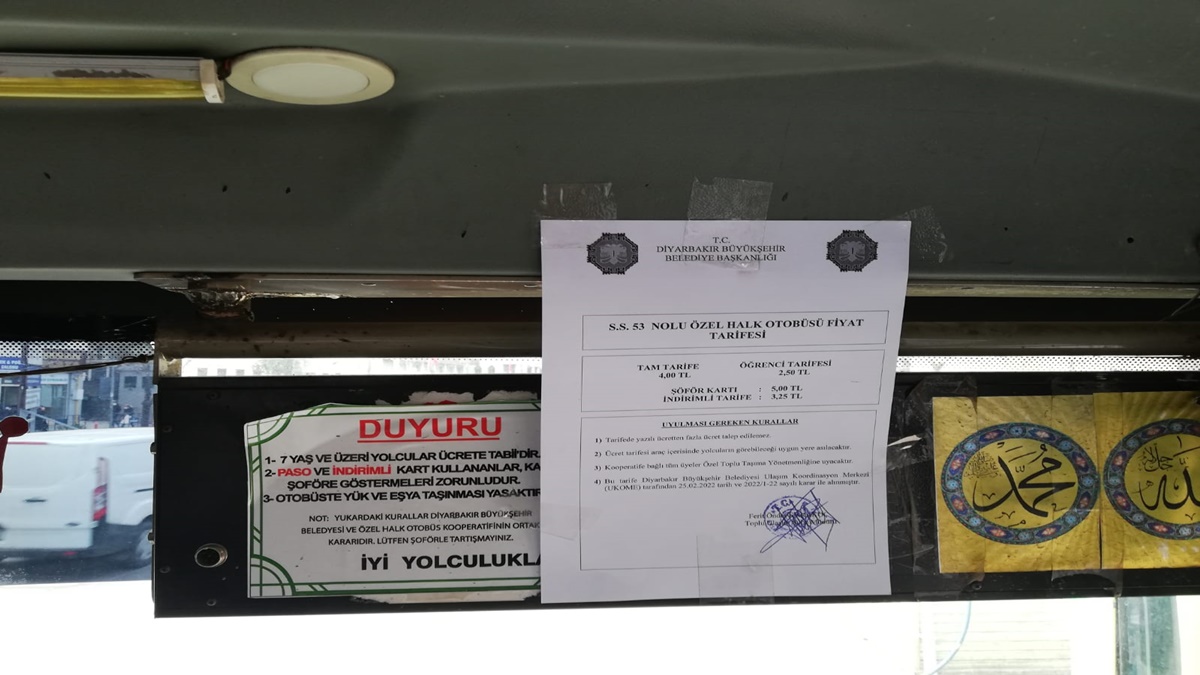 DUYURU
1- 7 YAŞ VE ÜZERİ YOLCULAR ÜCRETE TABİİDİR.
2- PASO VE İNDİRİMLİ KART KULLANANLAR, KA
ŞOFÖRE GÖSTERMELERİ ZORUNLUDUR.
3- OTOBÜSTE YÜK VE EŞYA TAŞINMASI YASAKTIR
NOT: YUKARDAKİ KURALLAR DİYARBAKIR BÜYÜKŞEHİR
BELEDİYESİ VE ÖZEL HALK OTOBÜS KOOPERATİFİNİN ORTAK
KARARIDIR. LÜTFEN ŞOFÖRLE TARTIŞMAYINIZ.
İYİ YOLCULUKLA
T.C.
DİYARBAKIR BÜYÜKŞEHİR
BELEDİYE BAŞKANLIĞI
S.S. 53 NOLU ÖZEL HALK OTOBÜSÜ FİYAT
TARİFESİ
TAM TARİFE ÖĞRENCİ TARİFESİ
4,00 TL 2,50 TL
ŞÖFÖR KARTI : 5,00 TL
İNDİRİMLİ TARİFE : 3,25 TL
UYULMASI GEREKEN KURALLAR
1) Tarifede yazılı ücretten fazla ücret talep edilemez.
2) Ücret tarifesi araç içerisinde yolcuların görebileceği uygun yere asılacaktır.
3) Kooperatife bağlı tüm üyeler Özel Toplu Taşıma Yönetmenliğine uyacaktır.
4) Bu tarife Diyarbakır Büyükşehir Belediyesi Ulaşım Koordinasyon Merkezi
(UKOME) tarafından 25.02.2022 tarih ve 2022/1-22 sayılı karar ile alınmıştır.
محمد
الله